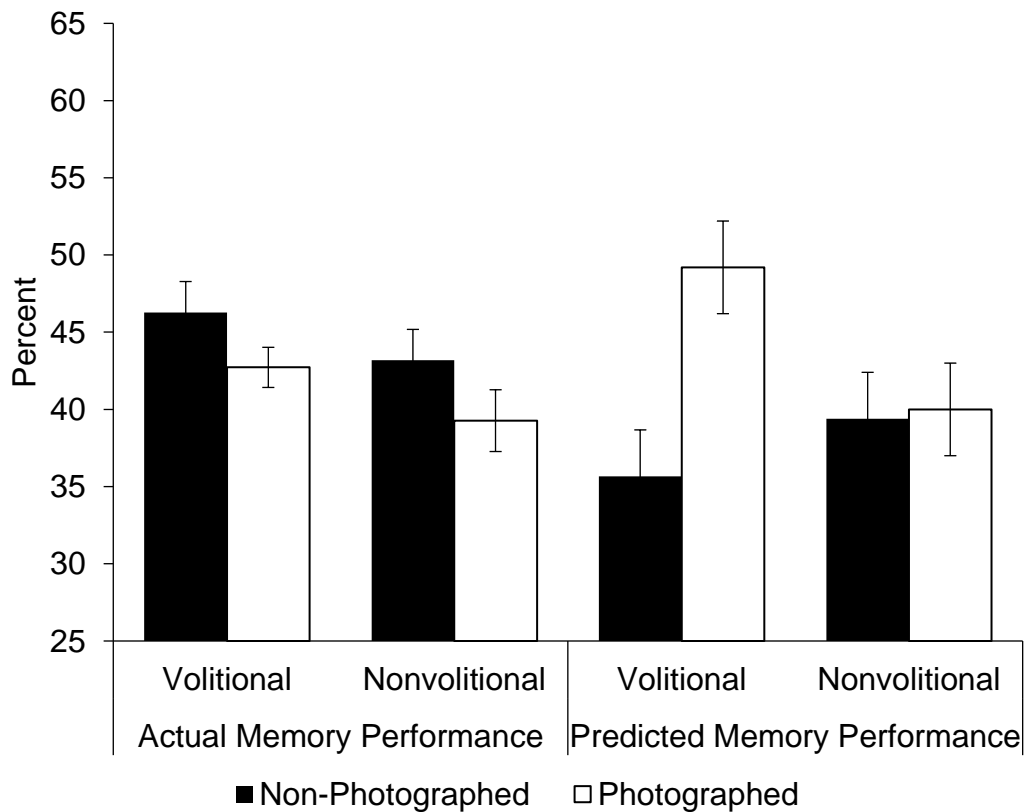 65
60
55
50
45
40
35
30
25
Percent
Volitional Nonvolitional Volitional Nonvolitional
Actual Memory Performance Predicted Memory Performance
Non-Photographed Photographed